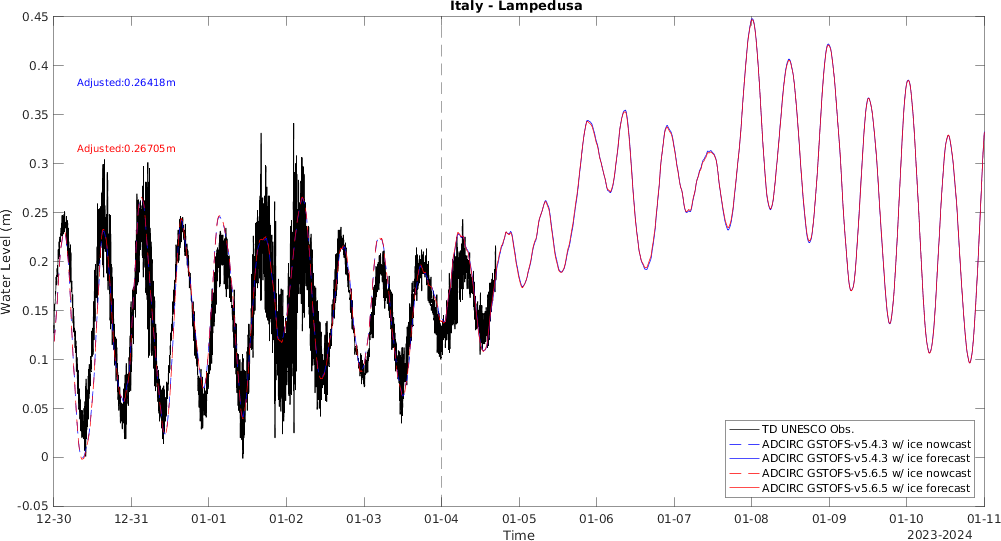 Italy - Lampedusa
0.45
0.4
0.35
0.3
0.25
0.2
0.15
0.1
0.05
0
-0.05
Water Level (m)
Adjusted:0.26418m
Adjusted:0.26705m
TD UNESCO Obs.
ADCIRC GSTOFS-v5.4.3 w/ ice nowcast
ADCIRC GSTOFS-v5.4.3 w/ ice forecast
ADCIRC GSTOFS-v5.6.5 w/ ice nowcast
ADCIRC GSTOFS-v5.6.5 w/ ice forecast
12-30 12-31 01-01 01-02 01-03 01-04 01-05 01-06 01-07 01-08 01-09 01-10 01-11
Time
2023-2024